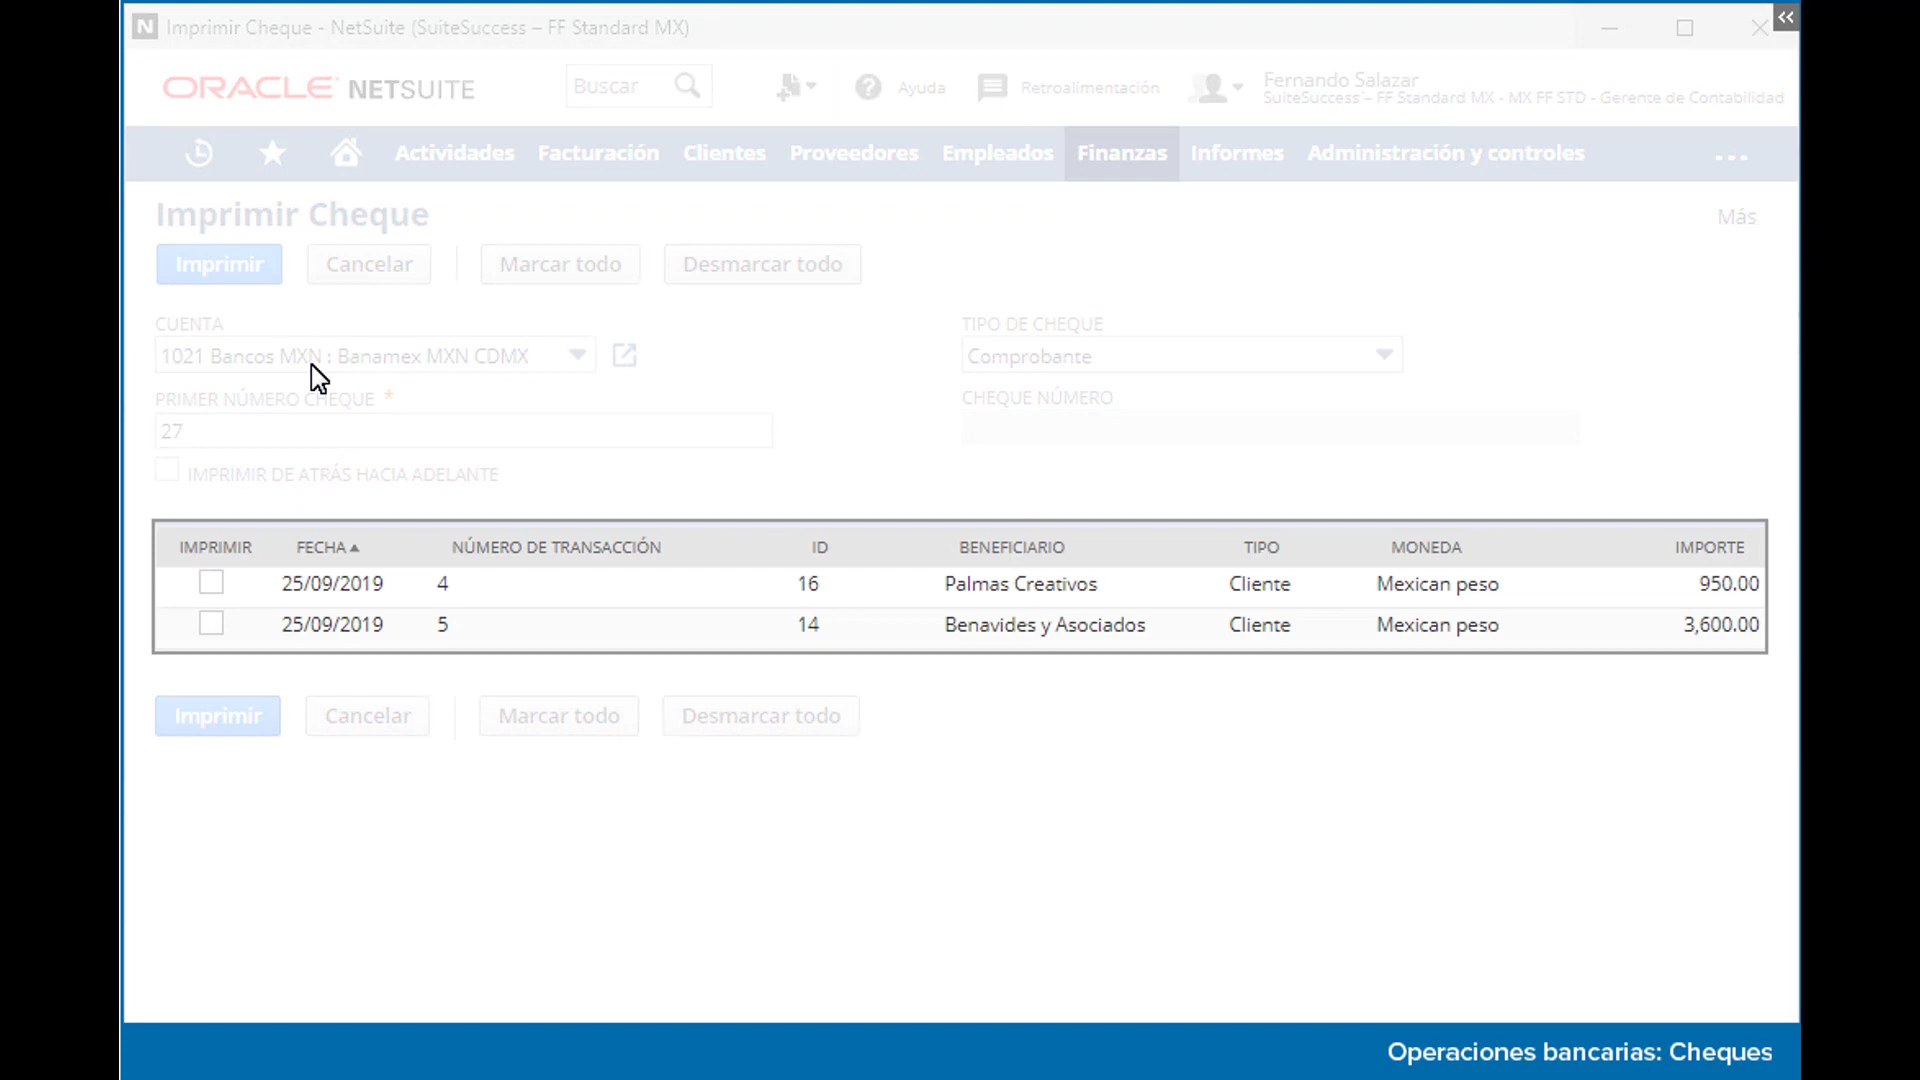 Imprimir Cheque - NetSuite (SuiteSuccess – FF Standard MX)
ORACLE NETSUITE
Buscar
Ayuda
Retroalimentación
Fernando Salazar
SuiteSuccess – FF Standard MX - MX FF STD - Gerente de Contabilidad
Actividades Facturación Clientes Proveedores Empleados Finanzas Informes Administración y controles ...
Imprimir Cheque
Más
Imprimir Cancelar Marcar todo Desmarcar todo
CUENTA
1021 Bancos MXN : Banamex MXN CDMX
PRIMER NÚMERO CHEQUE *
27
IMPRIMIR DE ATRÁS HACIA ADELANTE
TIPO DE CHEQUE
Comprobante
CHEQUE NÚMERO
IMPRIMIR FECHA NÚMERO DE TRANSACCIÓN ID BENEFICIARIO TIPO MONEDA IMPORTE
25/09/2019 4 16 Palmas Creativos Cliente Mexican peso 950.00
25/09/2019 5 14 Benavides y Asociados Cliente Mexican peso 3,600.00
Imprimir Cancelar Marcar todo Desmarcar todo
Operaciones bancarias: Cheques